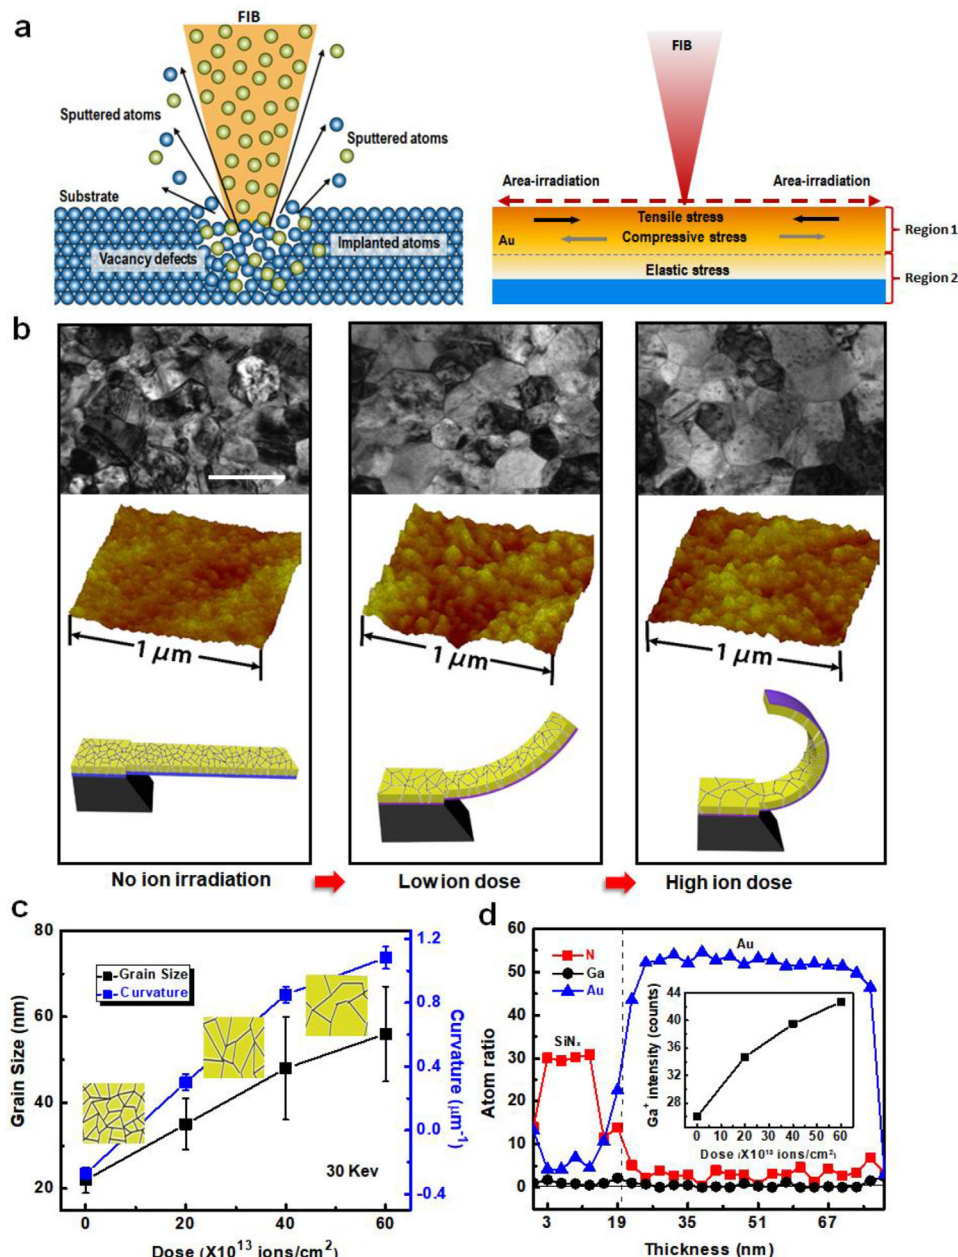 a
FIB
Sputtered atoms
Sputtered atoms
Substrate
Vacancy defects
Implanted atoms
FIB
Area-irradiation
Area-irradiation
Tensile stress
Au
Compressive stress
Elastic stress
Region 1
Region 2
b
1 μm
1 μm
1 μm
No ion irradiation
Low ion dose
High ion dose
c
80
60
40
20
Grain Size (nm)
Grain Size
Curvature
1.2
0.8
0.4
0.0
-0.4
Curvature (μm⁻¹)
30 Kev
0
20
40
60
Dose (X10¹³ ions/cm²)
d
60
50
40
30
20
10
0
Atom ratio
N
Ga
Au
SiNₓ
Au
44
40
36
32
28
Ga⁺ intensity (counts)
0
20
40
60
Dose (X10¹³ ions/cm²)
3
19
35
51
67
Thickness (nm)